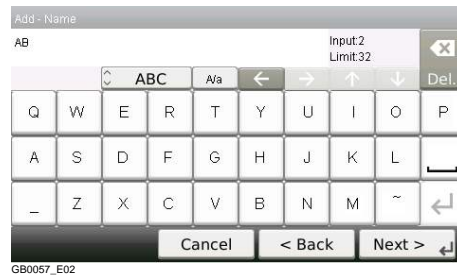 Add - Name
AB
Input:2
Limit:32
ABC A/a ← → ↑ ↓ Del.
Q W E R T Y U I O P
A S D F G H J K L
_ Z X C V B N M ~
Cancel < Back Next >
GB0057_E02